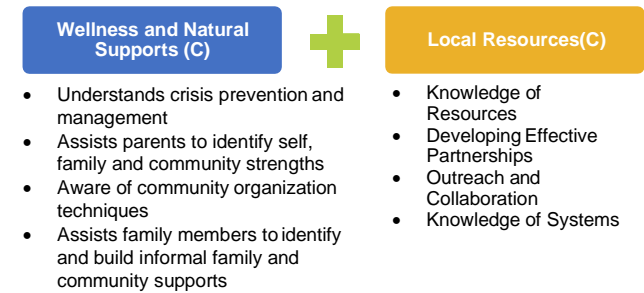 Wellness and Natural
Supports (C)
• Understands crisis prevention and
management
• Assists parents to identify self,
family and community strengths
• Aware of community organization
techniques
• Assists family members to identify
and build informal family and
community supports
Local Resources(C)
• Knowledge of
Resources
• Developing Effective
Partnerships
• Outreach and
Collaboration
• Knowledge of Systems